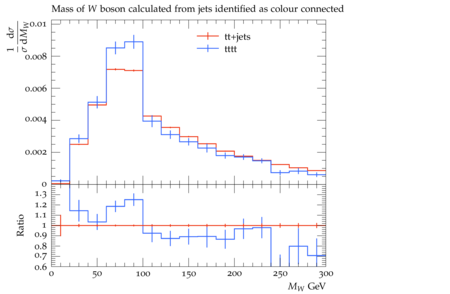 Mass of W boson calculated from jets identified as colour connected
1/σ dσ/dM_W
0.01
0.008
0.006
0.004
0.002
0
tt+jets
tttt
Ratio
1.3
1.2
1.1
1
0.9
0.8
0.7
0.6
0 50 100 150 200 250 300
M_W GeV